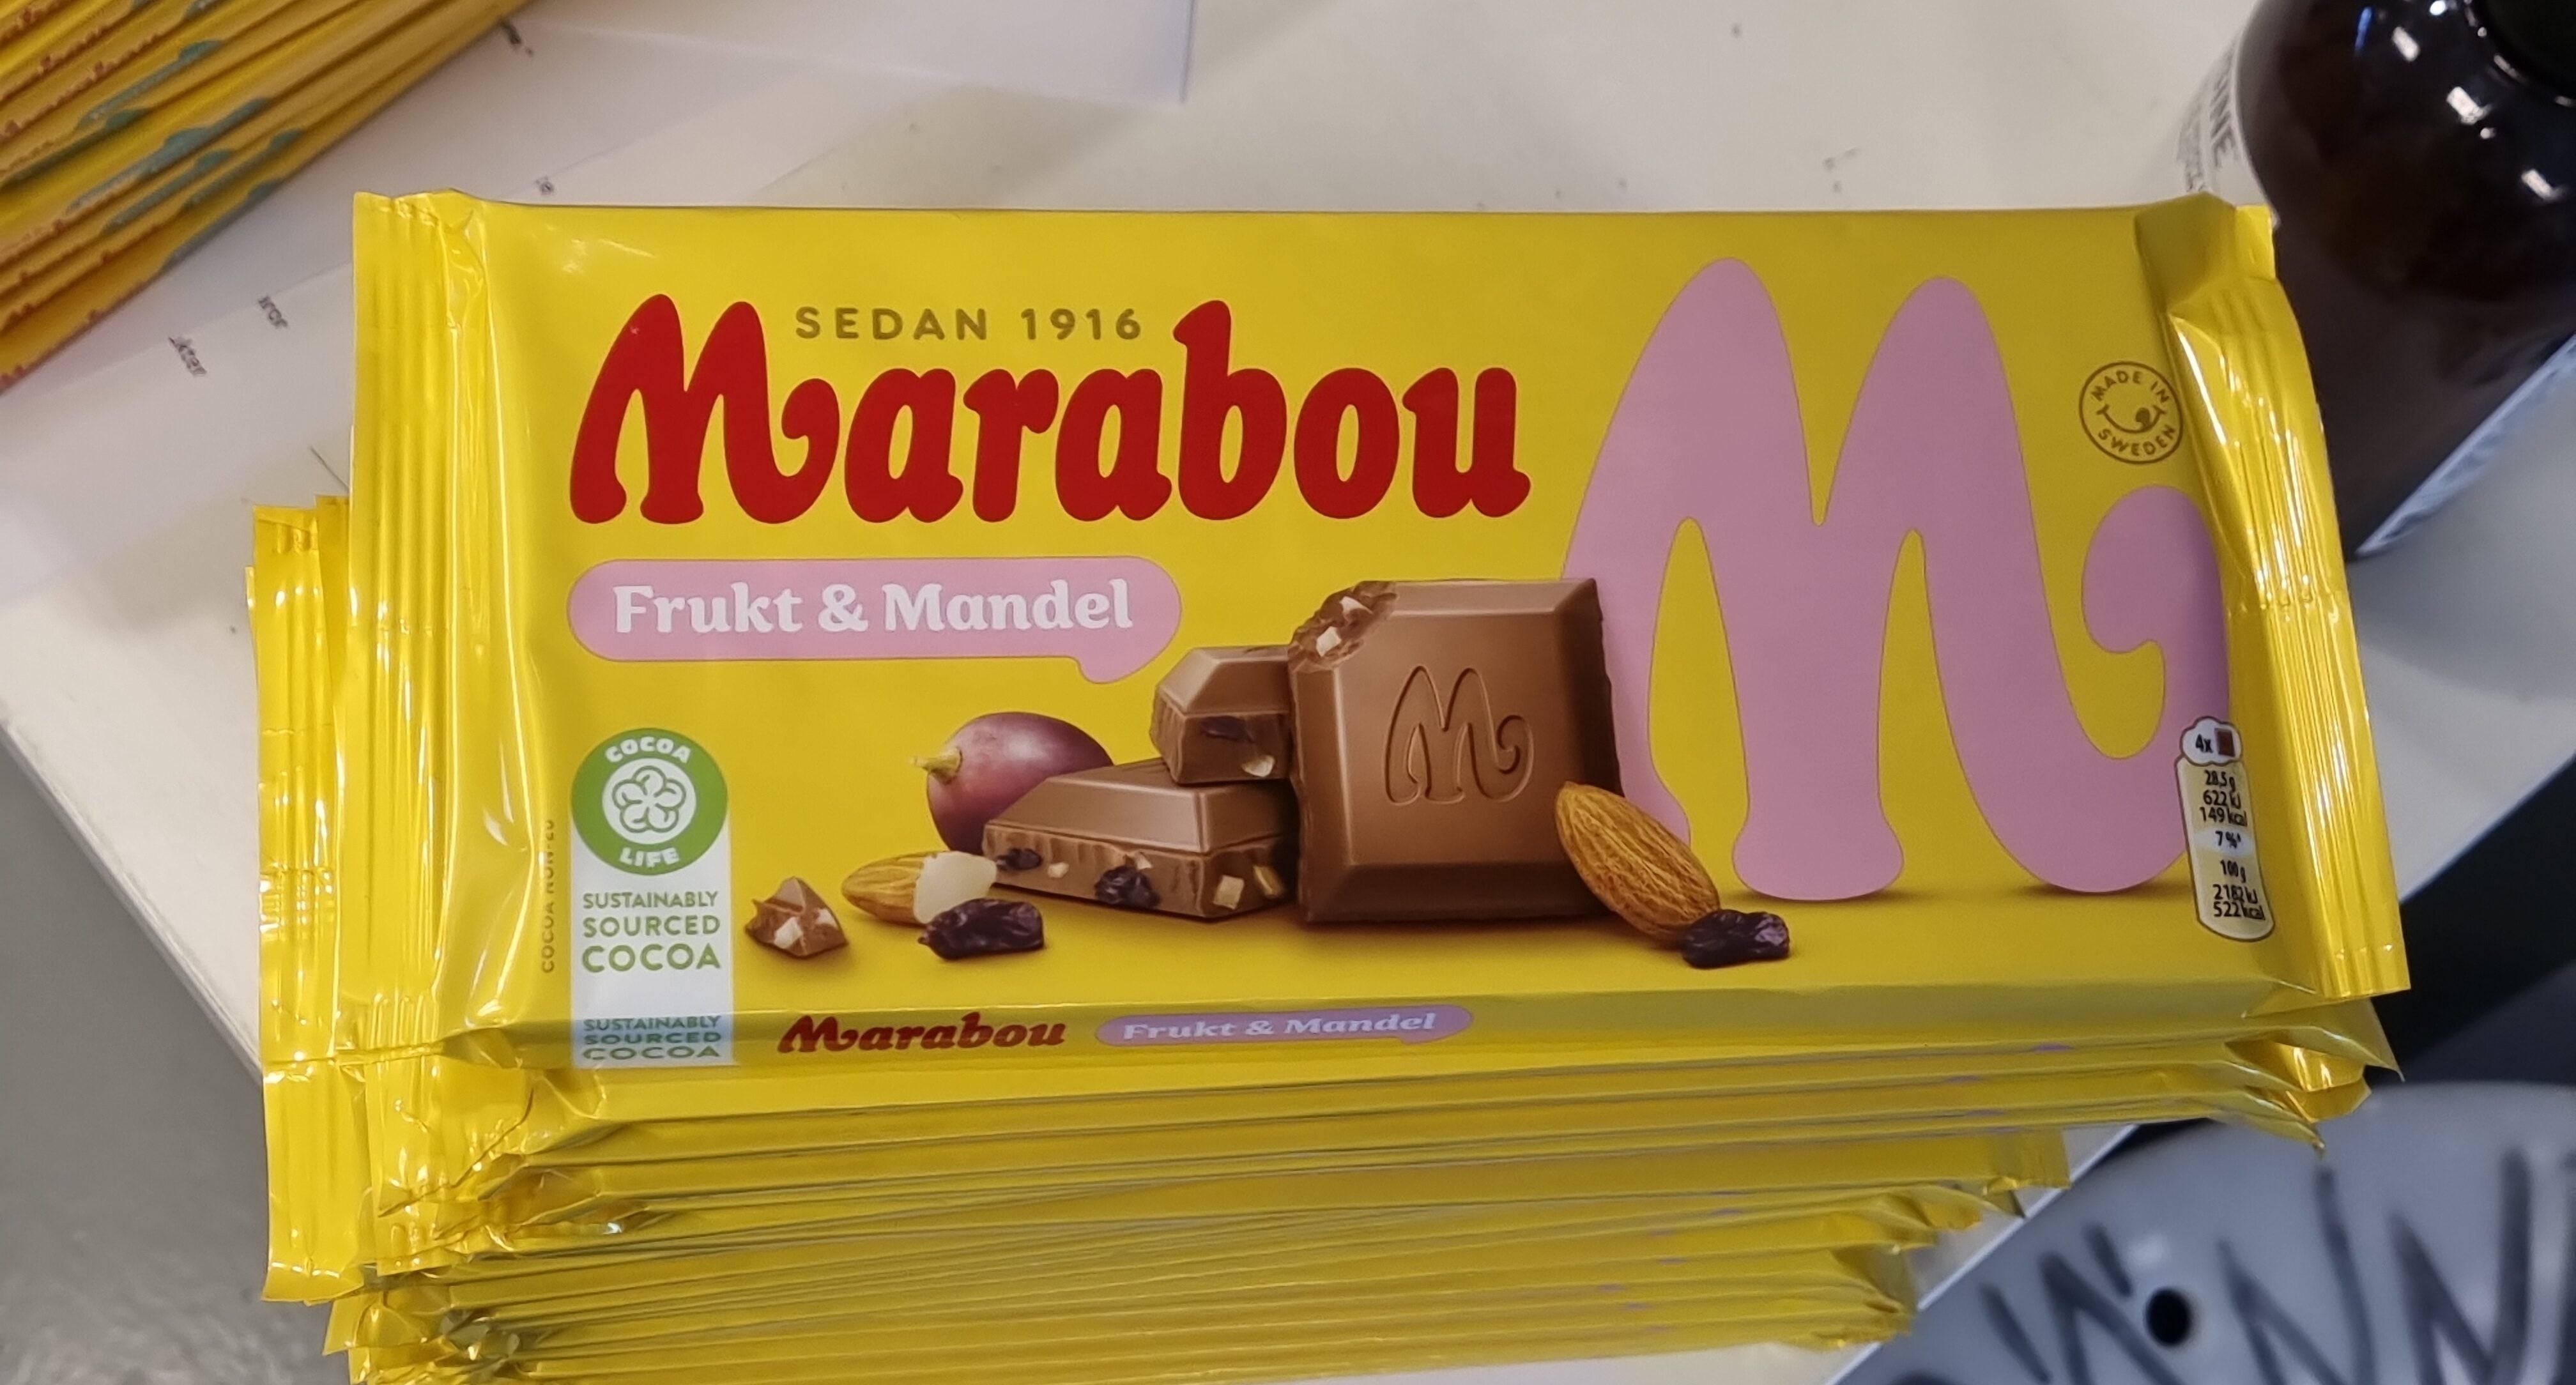 SEDAN 1916
Marabou
MADE IN
SWEDEN
Frukt & Mandel
COCOA
LIFE
SUSTAINABLY
SOURCED
COCOA
4x
28,5 g
622 kJ
149 kcal
7 %*
100 g
2182 kJ
522 kcal
SUSTAINABLY
SOURCED
COCOA
Marabou Frukt & Mandel